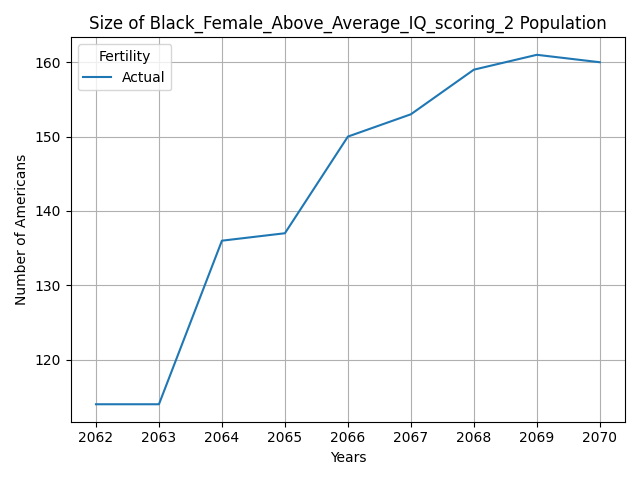 Size of Black_Female_Above_Average_IQ_scoring_2 Population
Fertility
Actual
Number of Americans
160
150
140
130
120
2062 2063 2064 2065 2066 2067 2068 2069 2070
Years